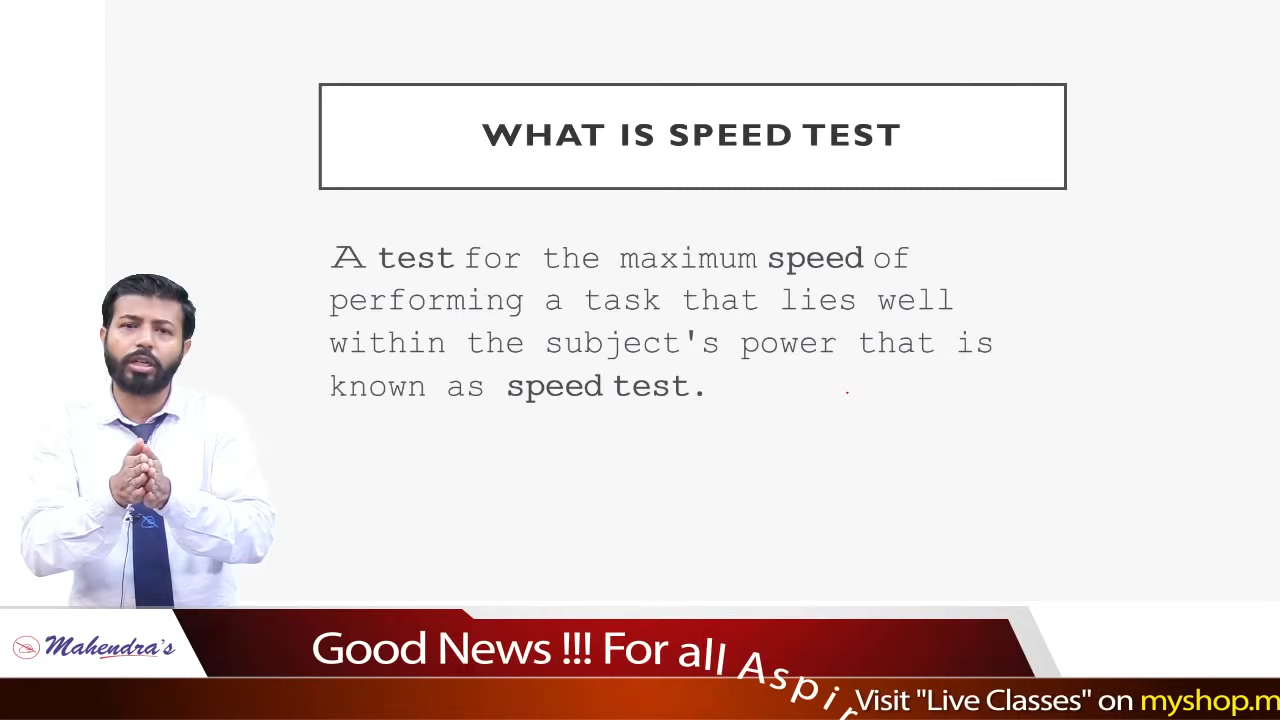 WHAT IS SPEED TEST
A test for the maximum speed of
performing a task that lies well
within the subject's power that is
known as speed test.
Mahendra's
Good News !!! For all Aspir
Visit "Live Classes" on myshop.m